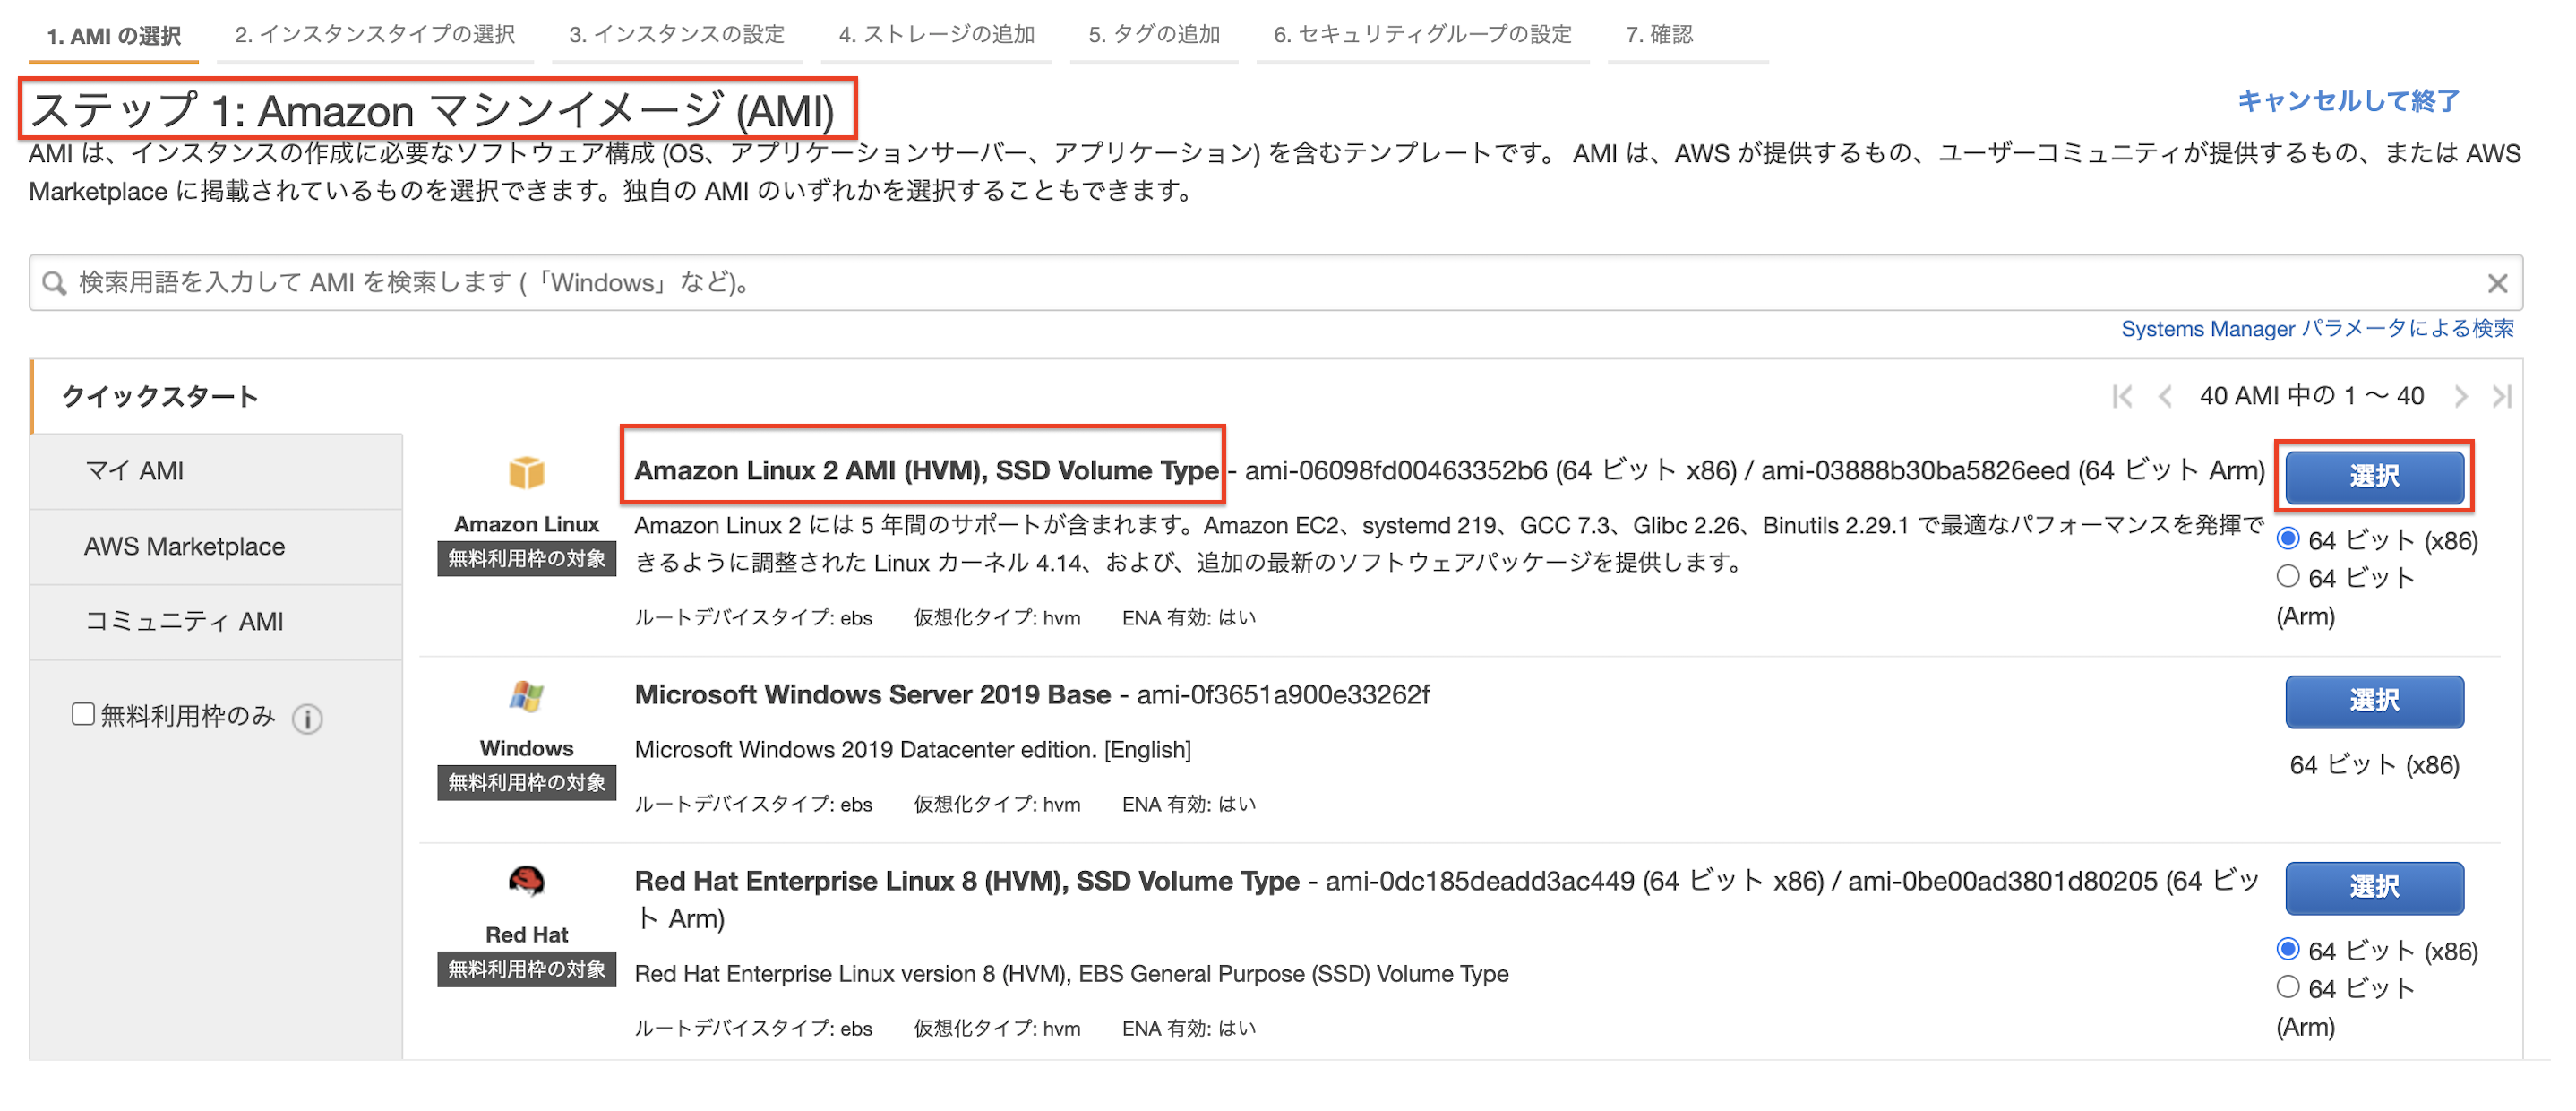 1. AMI の選択 2. インスタンスタイプの選択 3. インスタンスの設定 4. ストレージの追加 5. タグの追加 6. セキュリティグループの設定 7. 確認
ステップ 1: Amazon マシンイメージ (AMI)
キャンセルして終了
AMI は、インスタンスの作成に必要なソフトウェア構成 (OS、アプリケーションサーバー、アプリケーション) を含むテンプレートです。 AMI は、AWS が提供するもの、ユーザーコミュニティが提供するもの、または AWS
Marketplace に掲載されているものを選択できます。独自の AMI のいずれかを選択することもできます。
検索用語を入力して AMI を検索します (「Windows」など)。
Systems Manager パラメータによる検索
クイックスタート
40 AMI 中の 1 〜 40
マイ AMI
AWS Marketplace
コミュニティ AMI
無料利用枠のみ
Amazon Linux
無料利用枠の対象
Amazon Linux 2 AMI (HVM), SSD Volume Type - ami-06098fd00463352b6 (64 ビット x86) / ami-03888b30ba5826eed (64 ビット Arm)
Amazon Linux 2 には 5 年間のサポートが含まれます。Amazon EC2、systemd 219、GCC 7.3、Glibc 2.26、Binutils 2.29.1 で最適なパフォーマンスを発揮で
きるように調整された Linux カーネル 4.14、および、追加の最新のソフトウェアパッケージを提供します。
ルートデバイスタイプ: ebs 仮想化タイプ: hvm ENA 有効: はい
選択
64 ビット (x86)
64 ビット
(Arm)
Windows
無料利用枠の対象
Microsoft Windows Server 2019 Base - ami-0f3651a900e33262f
Microsoft Windows 2019 Datacenter edition. [English]
ルートデバイスタイプ: ebs 仮想化タイプ: hvm ENA 有効: はい
選択
64 ビット (x86)
Red Hat
無料利用枠の対象
Red Hat Enterprise Linux 8 (HVM), SSD Volume Type - ami-0dc185deadd3ac449 (64 ビット x86) / ami-0be00ad3801d80205 (64 ビッ
ト Arm)
Red Hat Enterprise Linux version 8 (HVM), EBS General Purpose (SSD) Volume Type
ルートデバイスタイプ: ebs 仮想化タイプ: hvm ENA 有効: はい
選択
64 ビット (x86)
64 ビット
(Arm)